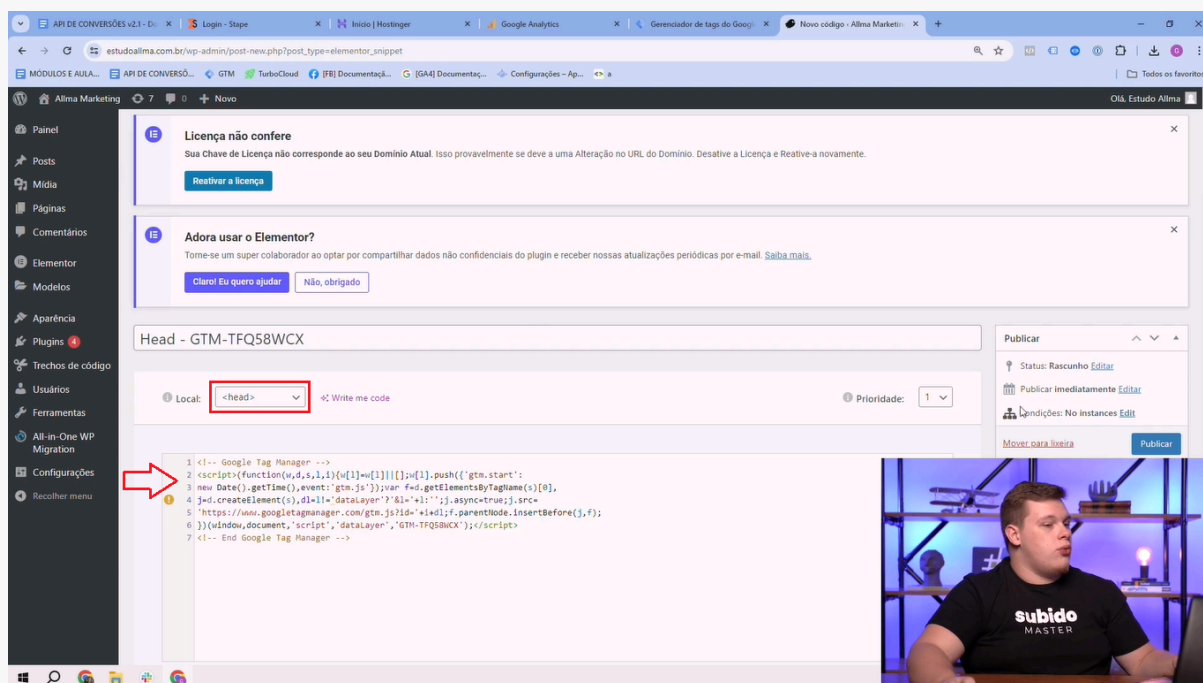 API DE CONVERSÕES v2.1 - Do
Login - Stape
Início | Hostinger
Google Analytics
Gerenciador de tags do Googl
Novo código ‹ Allma Marketin
estudoallma.com.br/wp-admin/post-new.php?post_type=elementor_snippet
MÓDULOS E AULA...
API DE CONVERSÕ...
GTM
TurboCloud
[FB] Documentaçã...
[GA4] Documentaç...
Configurações – Ap...
a
Todos os favoritos
Allma Marketing
7
0
+ Novo
Olá, Estudo Allma
Painel
Posts
Mídia
Páginas
Comentários
Elementor
Modelos
Aparência
Plugins 4
Trechos de código
Usuários
Ferramentas
All-in-One WP
Migration
Configurações
Recolher menu
Licença não confere
Sua Chave de Licença não corresponde ao seu Domínio Atual. Isso provavelmente se deve a uma Alteração no URL do Domínio. Desative a Licença e Reative-a novamente.
Reativar a licença
Adora usar o Elementor?
Torne-se um super colaborador ao optar por compartilhar dados não confidenciais do plugin e receber nossas atualizações periódicas por e-mail. Saiba mais.
Claro! Eu quero ajudar
Não, obrigado
Head - GTM-TFQ58WCX
Local:
<head>
Write me code
Prioridade:
1
Publicar
Status: Rascunho Editar
Publicar imediatamente Editar
Condições: No instances Edit
Mover para lixeira
Publicar
1 <!-- Google Tag Manager -->
2 <script>(function(w,d,s,l,i){w[l]=w[l]||[];w[l].push({'gtm.start':
3 new Date().getTime(),event:'gtm.js'});var f=d.getElementsByTagName(s)[0],
4 j=d.createElement(s),dl=l!='dataLayer'?'&l='+l:'';j.async=true;j.src=
5 'https://www.googletagmanager.com/gtm.js?id='+i+dl;f.parentNode.insertBefore(j,f);
6 })(window,document,'script','dataLayer','GTM-TFQ58WCX');</script>
7 <!-- End Google Tag Manager -->
subido
MASTER